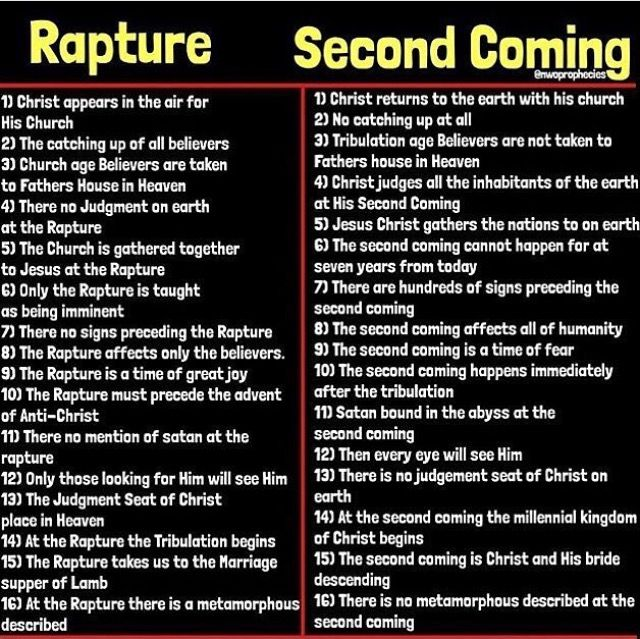 Rapture
1) Christ appears in the air for
His Church
2) The catching up of all believers
3) Church age Believers are taken
to Fathers House in Heaven
4) There no Judgment on earth
at the Rapture
5) The Church is gathered together
to Jesus at the Rapture
6) Only the Rapture is taught
as being imminent
7) There no signs preceding the Rapture
8) The Rapture affects only the believers.
9) The Rapture is a time of great joy
10) The Rapture must precede the advent
of Anti-Christ
11) There no mention of satan at the
rapture
12) Only those looking for Him will see Him
13) The Judgment Seat of Christ
place in Heaven
14) At the Rapture the Tribulation begins
15) The Rapture takes us to the Marriage
supper of Lamb
16) At the Rapture there is a metamorphous
described
Second Coming
@nwoprophecies
1) Christ returns to the earth with his church
2) No catching up at all
3) Tribulation age Believers are not taken to
Fathers house in Heaven
4) Christ judges all the inhabitants of the earth
at His Second Coming
5) Jesus Christ gathers the nations to on earth
6) The second coming cannot happen for at
seven years from today
7) There are hundreds of signs preceding the
second coming
8) The second coming affects all of humanity
9) The second coming is a time of fear
10) The second coming happens immediately
after the tribulation
11) Satan bound in the abyss at the
second coming
12) Then every eye will see Him
13) There is no judgement seat of Christ on
earth
14) At the second coming the millennial kingdom
of Christ begins
15) The second coming is Christ and His bride
descending
16) There is no metamorphous described at the
second coming